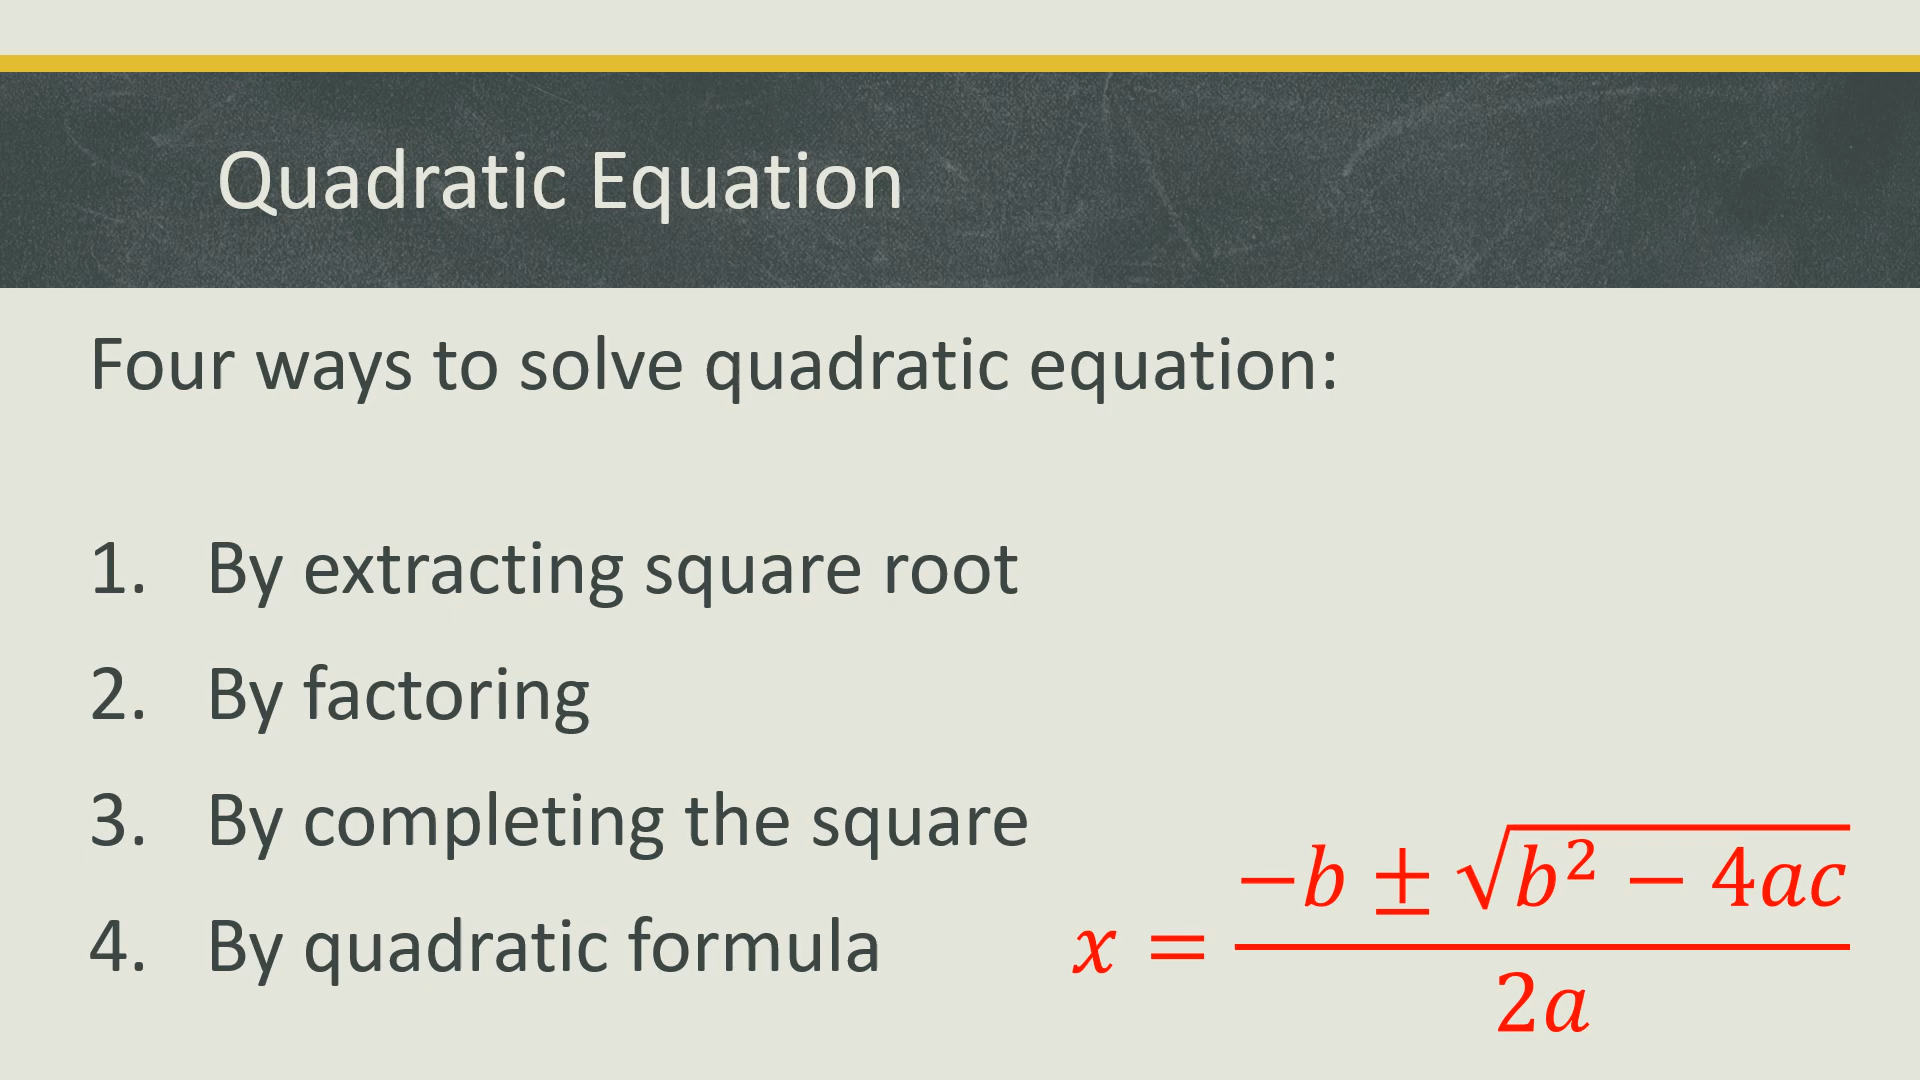 Quadratic Equation
Four ways to solve quadratic equation:
1. By extracting square root
2. By factoring
3. By completing the square
4. By quadratic formula
x = (−b ± √(b² − 4ac)) / 2a